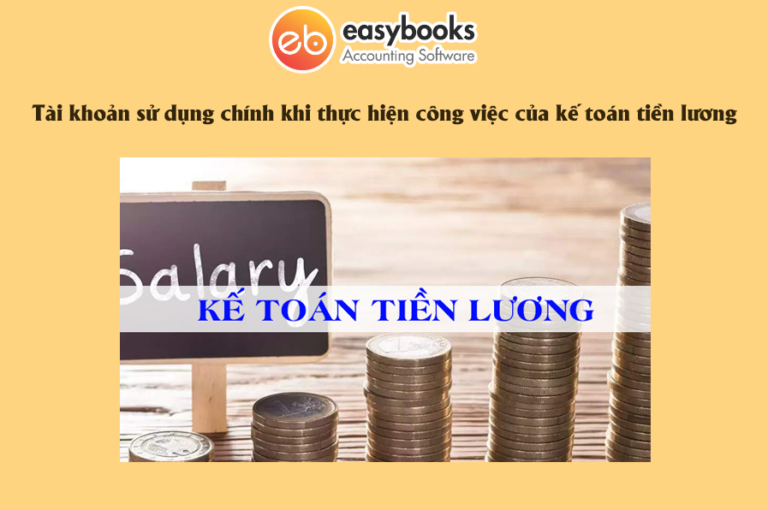 eb easybooks
Accounting Software
Tài khoản sử dụng chính khi thực hiện công việc của kế toán tiền lương
Salary
KẾ TOÁN TIỀN LƯƠNG